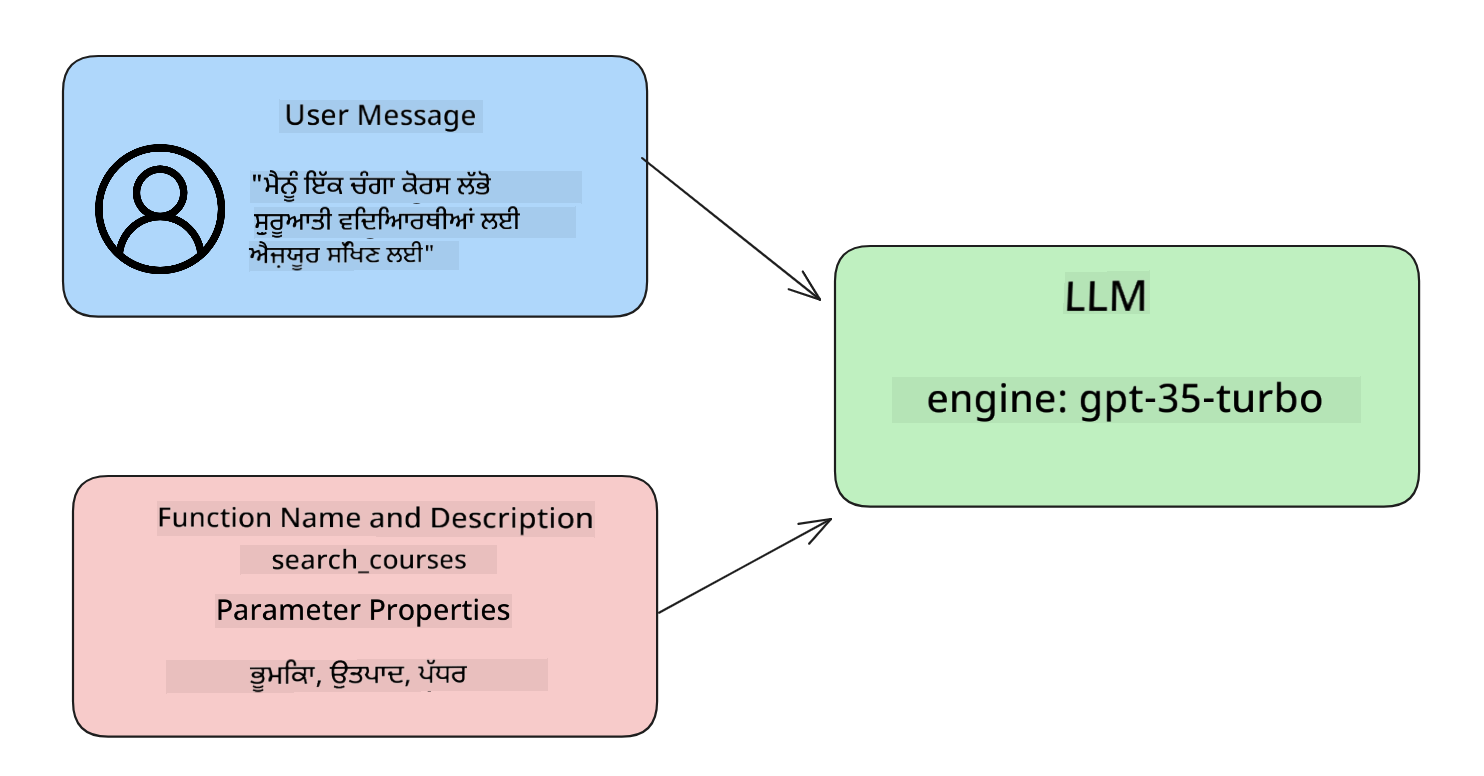 User Message
"ਮੈਨੂੰ ਇੱਕ ਚੰਗਾ ਕੋਰਸ ਲੱਭੋ
ਸ਼ੁਰੂਆਤੀ ਵਿਦਿਆਰਥੀਆਂ ਲਈ
ਐਜ਼ਯੂਰ ਸਿੱਖਣ ਲਈ"
LLM
engine: gpt-35-turbo
Function Name and Description
search_courses
Parameter Properties
ਭੂਮਿਕਾ, ਉਤਪਾਦ, ਪੱਧਰ